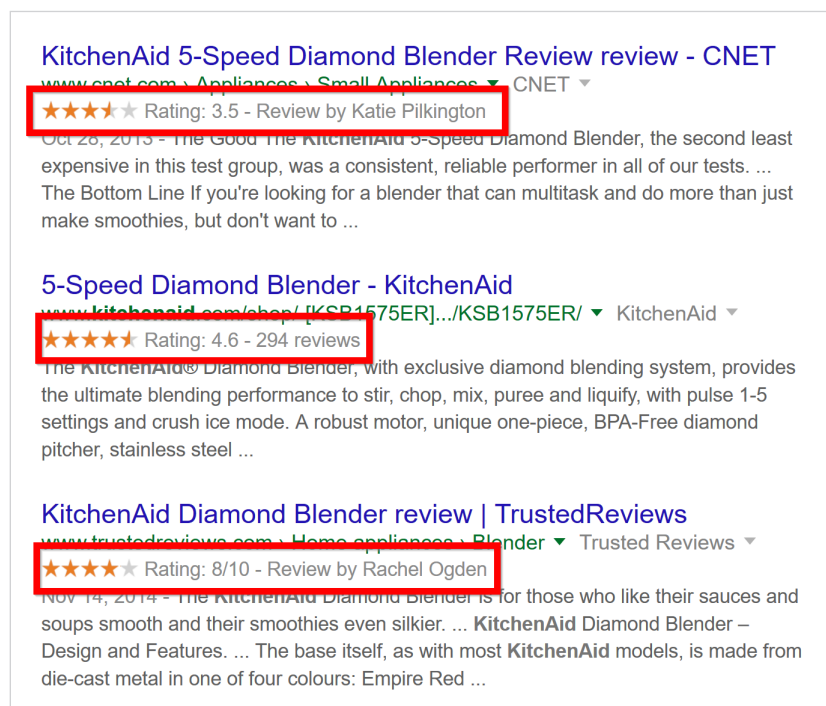 KitchenAid 5-Speed Diamond Blender Review review - CNET
www.cnet.com › Appliances › Small Appliances ▼ CNET ▼
Rating: 3.5 - Review by Katie Pilkington
Oct 28, 2013 - The Good The KitchenAid 5-Speed Diamond Blender, the second least
expensive in this test group, was a consistent, reliable performer in all of our tests. ...
The Bottom Line If you're looking for a blender that can multitask and do more than just
make smoothies, but don't want to ...
5-Speed Diamond Blender - KitchenAid
www.kitchenaid.com/shop/-[KSB1575ER].../KSB1575ER/ ▼ KitchenAid ▼
Rating: 4.6 - 294 reviews
The KitchenAid® Diamond Blender, with exclusive diamond blending system, provides
the ultimate blending performance to stir, chop, mix, puree and liquify, with pulse 1-5
settings and crush ice mode. A robust motor, unique one-piece, BPA-Free diamond
pitcher, stainless steel ...
KitchenAid Diamond Blender review | TrustedReviews
www.trustedreviews.com › Home appliances › Blender ▼ Trusted Reviews ▼
Rating: 8/10 - Review by Rachel Ogden
Nov 14, 2014 - The KitchenAid Diamond Blender is for those who like their sauces and
soups smooth and their smoothies even silkier. ... KitchenAid Diamond Blender –
Design and Features. ... The base itself, as with most KitchenAid models, is made from
die-cast metal in one of four colours: Empire Red ...